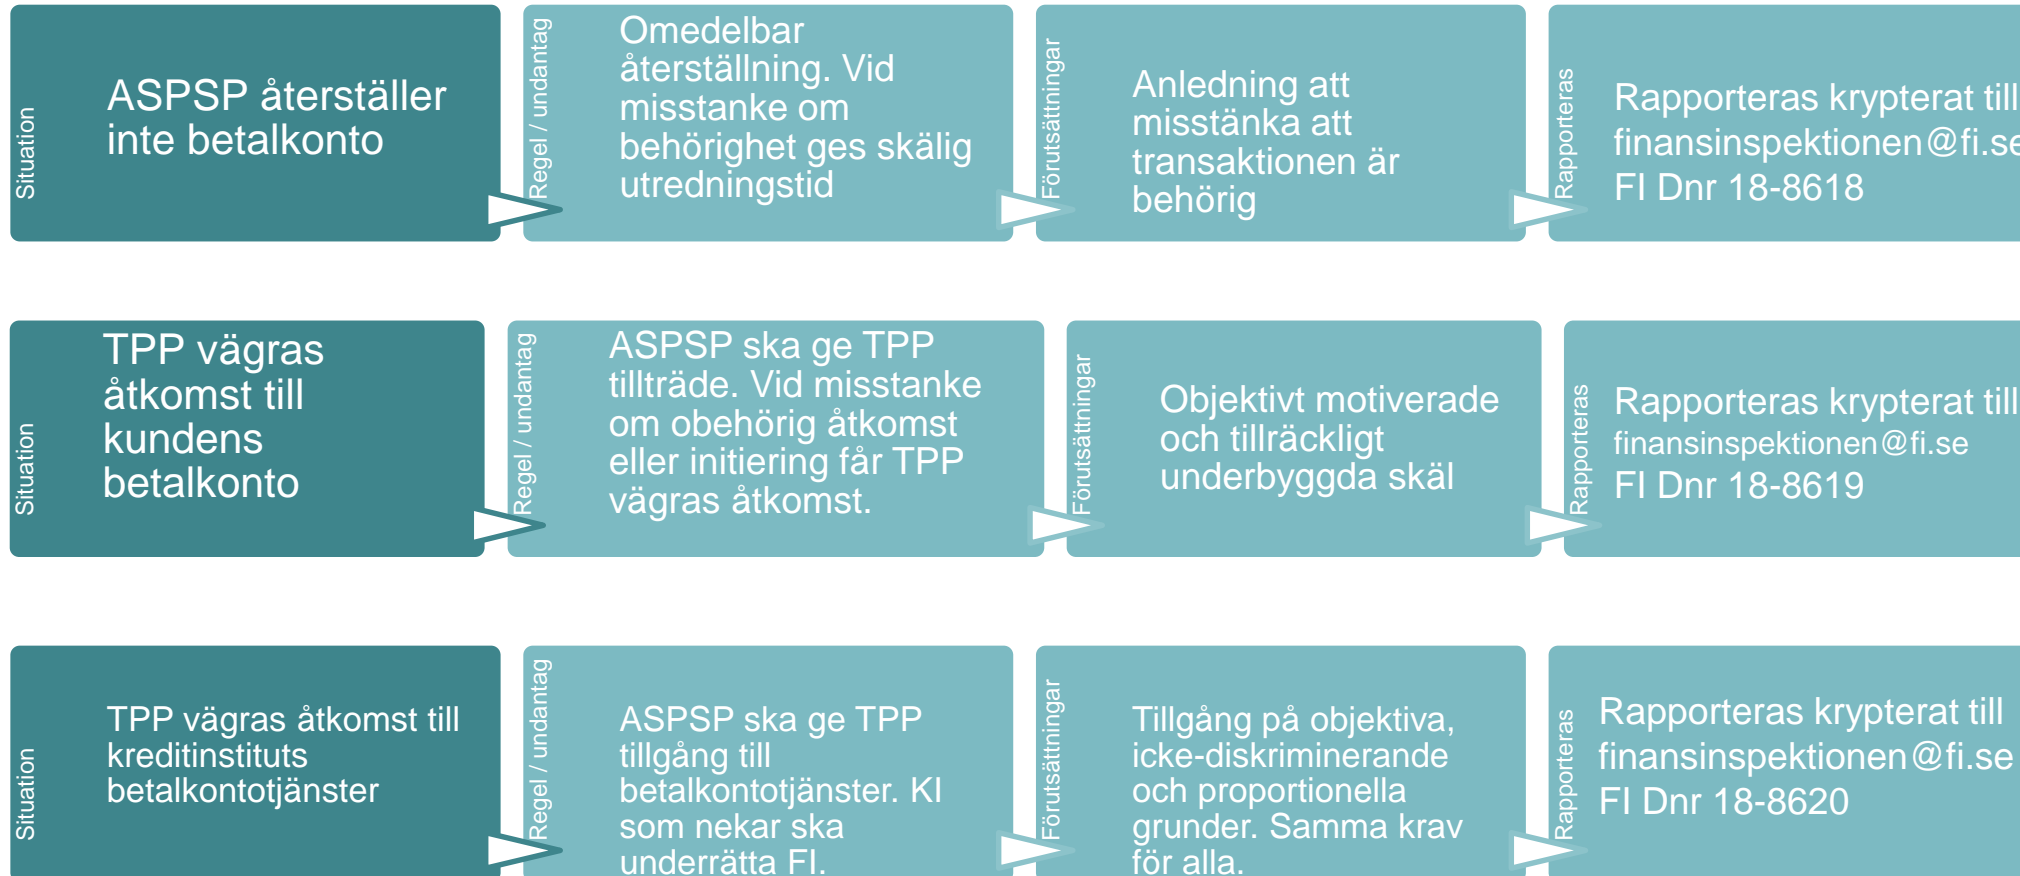 Situation
ASPSP återställer
inte betalkonto
Regel / undantag
Omedelbar
återställning. Vid
misstanke om
behörighet ges skälig
utredningstid
Förutsättningar
Anledning att
misstänka att
transaktionen är
behörig
Rapporteras
Rapporteras krypterat till
finansinspektionen@fi.se
FI Dnr 18-8618
Situation
TPP vägras
åtkomst till
kundens
betalkonto
Regel / undantag
ASPSP ska ge TPP
tillträde. Vid misstanke
om obehörig åtkomst
eller initiering får TPP
vägras åtkomst.
Förutsättningar
Objektivt motiverade
och tillräckligt
underbyggda skäl
Rapporteras
Rapporteras krypterat till
finansinspektionen@fi.se
FI Dnr 18-8619
Situation
TPP vägras åtkomst till
kreditinstituts
betalkontotjänster
Regel / undantag
ASPSP ska ge TPP
tillgång till
betalkontotjänster. KI
som nekar ska
underrätta FI.
Förutsättningar
Tillgång på objektiva,
icke-diskriminerande
och proportionella
grunder. Samma krav
för alla.
Rapporteras
Rapporteras krypterat till
finansinspektionen@fi.se
FI Dnr 18-8620